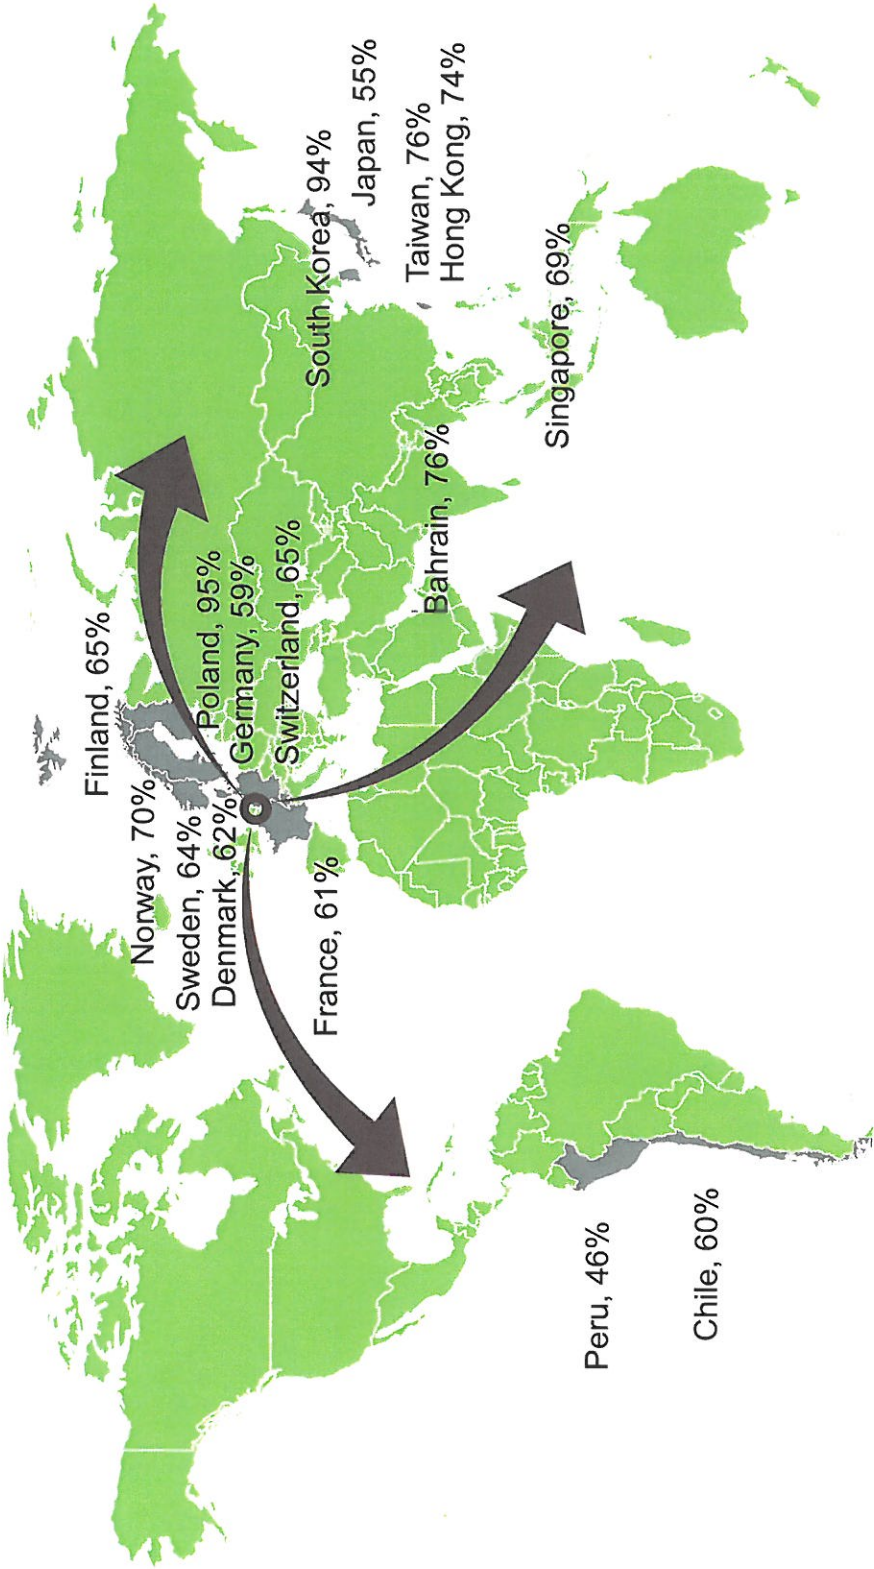 Finland, 65%
Norway, 70%
Sweden, 64%
Denmark, 62%
Poland, 95%
Germany, 59%
Switzerland, 65%
France, 61%
South Korea, 94%
Japan, 55%
Taiwan, 76%
Hong Kong, 74%
Bahrain, 76%
Singapore, 69%
Peru, 46%
Chile, 60%